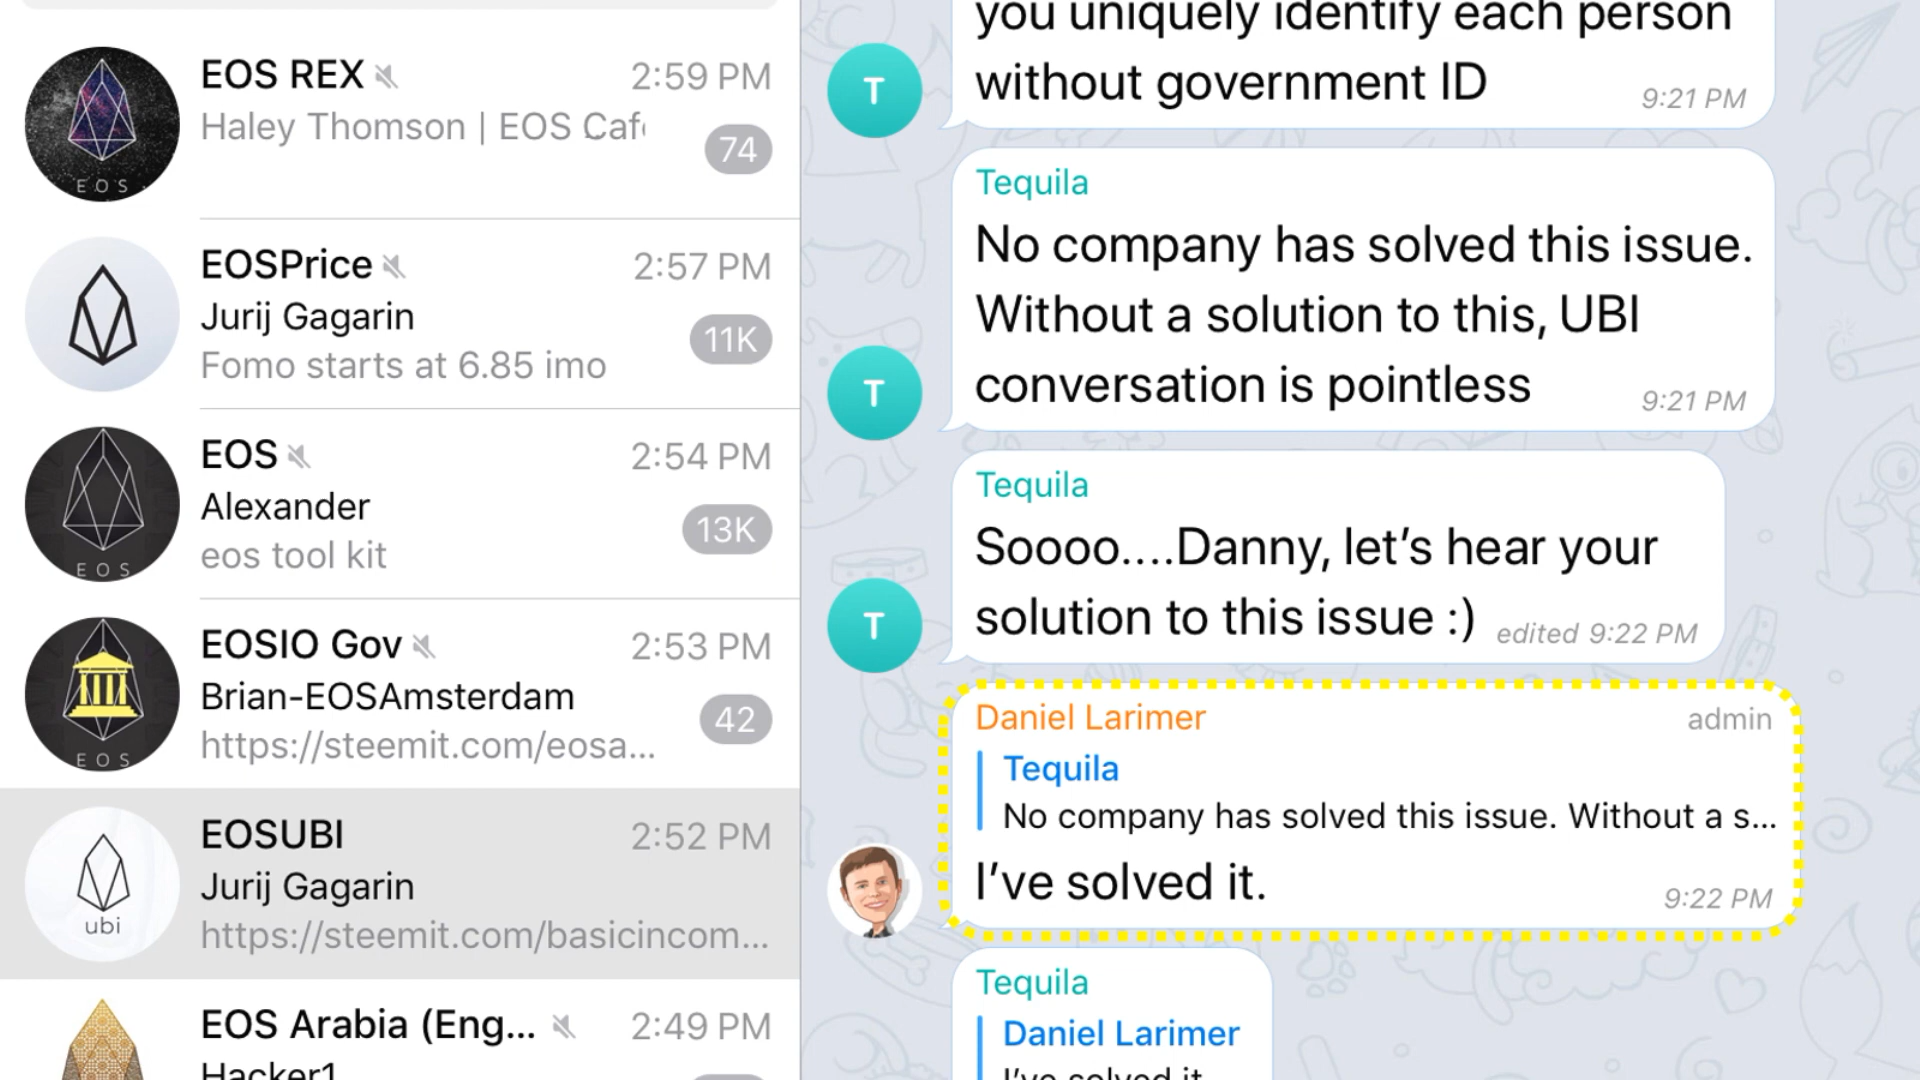 EOS REX
2:59 PM
Haley Thomson | EOS Caf
74
EOS
EOSPrice
2:57 PM
Jurij Gagarin
11K
Fomo starts at 6.85 imo
EOS
2:54 PM
Alexander
13K
eos tool kit
EOS
EOSIO Gov
2:53 PM
Brian-EOSAmsterdam
42
https://steemit.com/eosa...
EOS
EOSUBI
2:52 PM
Jurij Gagarin
ubi
https://steemit.com/basicincom...
EOS Arabia (Eng...
2:49 PM
Hacker1
you uniquely identify each person
without government ID
9:21 PM
T
Tequila
No company has solved this issue.
Without a solution to this, UBI
conversation is pointless
9:21 PM
T
Tequila
Soooo....Danny, let’s hear your
solution to this issue :)
edited 9:22 PM
T
Daniel Larimer
admin
Tequila
No company has solved this issue. Without a s...
I’ve solved it.
9:22 PM
Tequila
Daniel Larimer
I’ve solved it